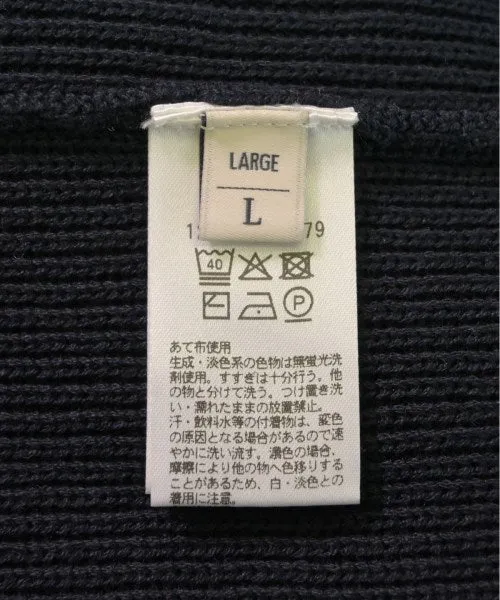 LARGE
L
1
79
40
P
あて布使用
生成・淡色系の色物は無蛍光洗
剤使用。すすぎは十分行う。他
の物と分けて洗う。つけ置き洗
い・濡れたままの放置禁止。
汗・飲料水等の付着物は、変色
の原因となる場合があるので速
やかに洗い流す。濃色の場合、
摩擦により他の物へ色移りする
ことがあるため、白・淡色との
着用に注意。